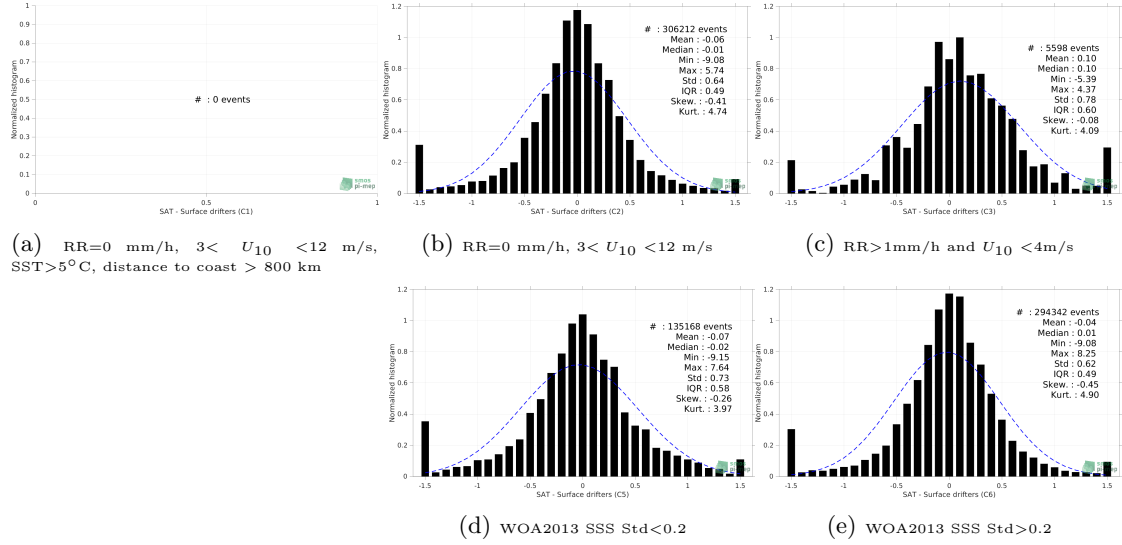 1
0.9
0.8
0.7
0.6
0.5
0.4
0.3
0.2
0.1
0
Normalized histogram
# : 0 events
smos
pi-mep
0 0.5 1
SAT - Surface drifters (C1)
(a) RR=0 mm/h, 3< U10 <12 m/s,
SST>5°C, distance to coast > 800 km
1.2
1
0.8
0.6
0.4
0.2
0
Normalized histogram
# : 306212 events
Mean : -0.06
Median : -0.01
Min : -9.08
Max : 5.74
Std : 0.64
IQR : 0.49
Skew. : -0.41
Kurt. : 4.74
smos
pi-mep
-1.5 -1 -0.5 0 0.5 1 1.5
SAT - Surface drifters (C2)
(b) RR=0 mm/h, 3< U10 <12 m/s
1.2
1
0.8
0.6
0.4
0.2
0
Normalized histogram
# : 5598 events
Mean : 0.10
Median : 0.10
Min : -5.39
Max : 4.37
Std : 0.78
IQR : 0.60
Skew. : -0.08
Kurt. : 4.09
smos
pi-mep
-1.5 -1 -0.5 0 0.5 1 1.5
SAT - Surface drifters (C3)
(c) RR>1mm/h and U10 <4m/s
1.2
1
0.8
0.6
0.4
0.2
0
Normalized histogram
# : 135168 events
Mean : -0.07
Median : -0.02
Min : -9.15
Max : 7.64
Std : 0.73
IQR : 0.58
Skew. : -0.26
Kurt. : 3.97
smos
pi-mep
-1.5 -1 -0.5 0 0.5 1 1.5
SAT - Surface drifters (C5)
(d) WOA2013 SSS Std<0.2
1.2
1
0.8
0.6
0.4
0.2
0
Normalized histogram
# : 294342 events
Mean : -0.04
Median : 0.01
Min : -9.08
Max : 8.25
Std : 0.62
IQR : 0.49
Skew. : -0.45
Kurt. : 4.90
smos
pi-mep
-1.5 -1 -0.5 0 0.5 1 1.5
SAT - Surface drifters (C6)
(e) WOA2013 SSS Std>0.2